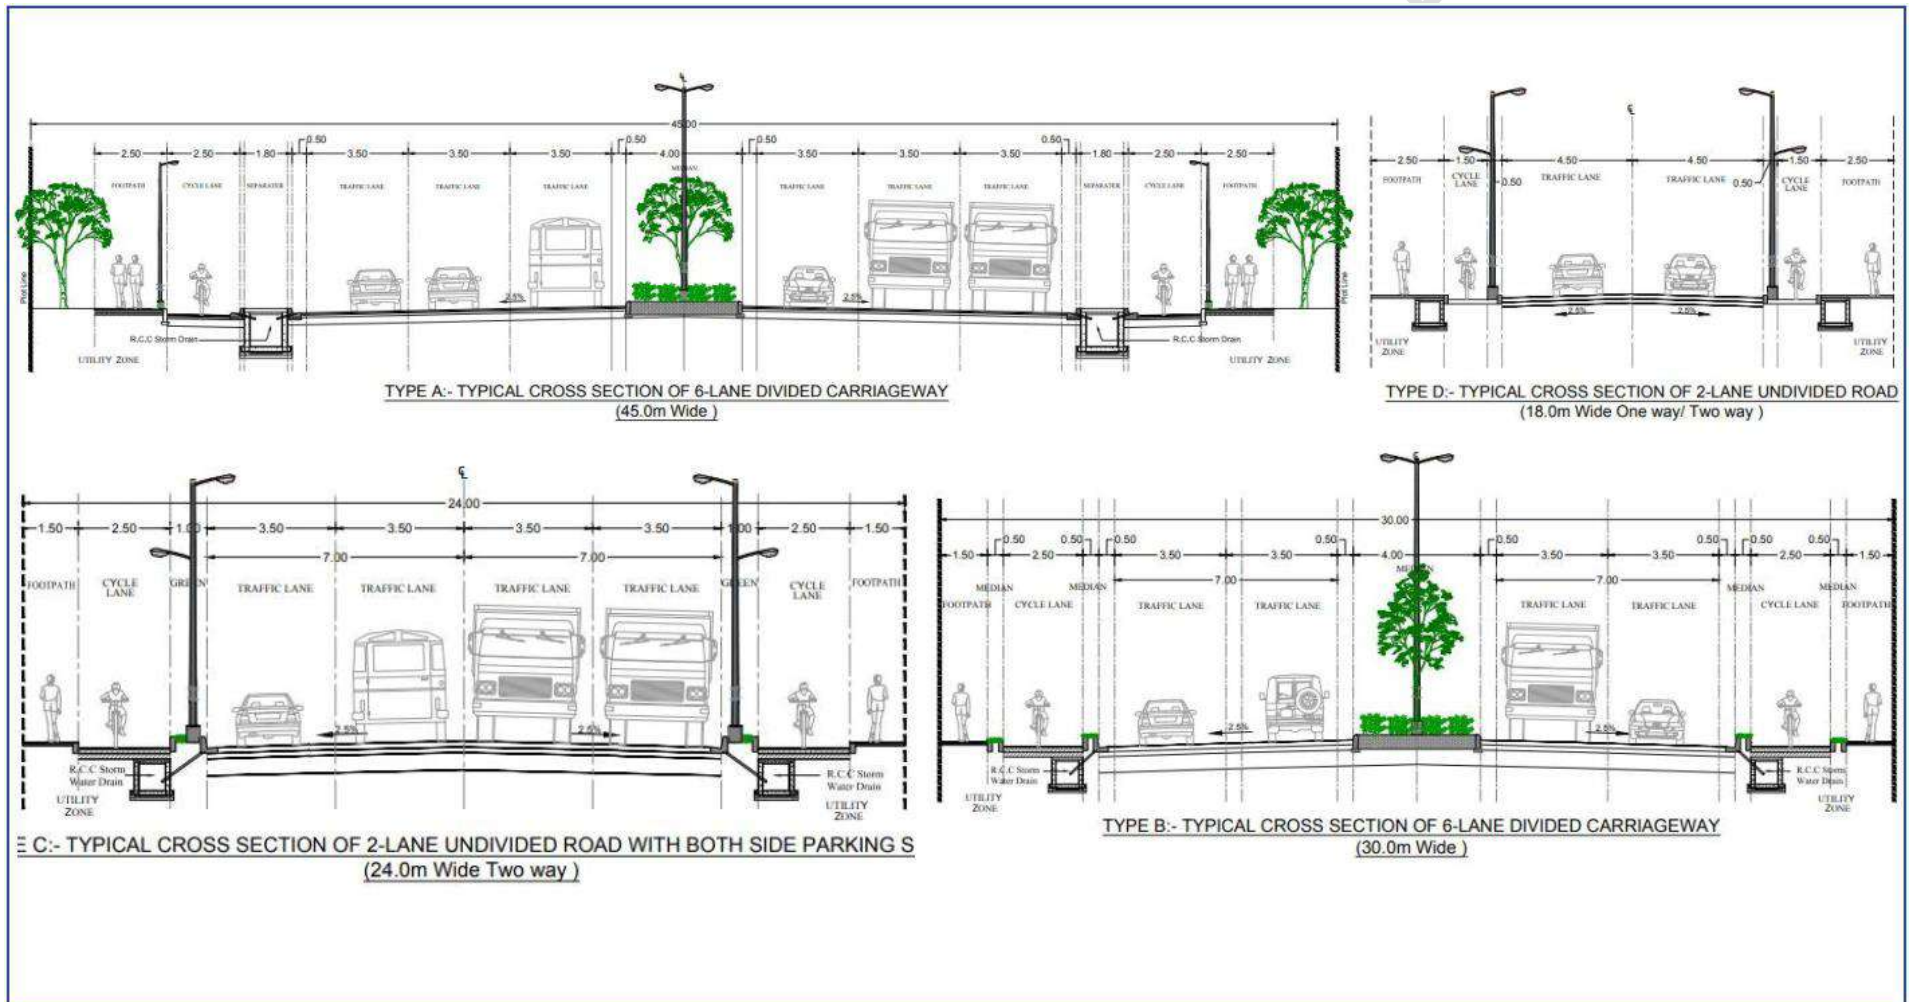 ℄
45.00
0.50 0.50 0.50 0.50
2.50 2.50 1.80 3.50 3.50 3.50 4.00 3.50 3.50 3.50 1.80 2.50 2.50
FOOTPATH CYCLE LANE SEPARATER TRAFFIC LANE TRAFFIC LANE TRAFFIC LANE MEDIAN TRAFFIC LANE TRAFFIC LANE TRAFFIC LANE SEPARATER CYCLE LANE FOOTPATH
Plot Line Plot Line
2.5% 2.5%
R.C.C Storm Drain R.C.C Storm Drain
UTILITY ZONE UTILITY ZONE
TYPE A:- TYPICAL CROSS SECTION OF 6-LANE DIVIDED CARRIAGEWAY
(45.0m Wide )
℄
2.50 1.50 4.50 4.50 1.50 2.50
FOOTPATH CYCLE LANE 0.50 TRAFFIC LANE TRAFFIC LANE 0.50 CYCLE LANE FOOTPATH
2.5% 2.5%
UTILITY UTILITY
ZONE ZONE
TYPE D:- TYPICAL CROSS SECTION OF 2-LANE UNDIVIDED ROAD
(18.0m Wide One way/ Two way )
℄
24.00
1.50 2.50 1.00 3.50 3.50 3.50 3.50 1.00 2.50 1.50
7.00 7.00
FOOTPATH CYCLE LANE GREEN TRAFFIC LANE TRAFFIC LANE TRAFFIC LANE TRAFFIC LANE GREEN CYCLE LANE FOOTPATH
2.5% 2.5%
R.C.C Storm R.C.C Storm
Water Drain Water Drain
UTILITY UTILITY
ZONE ZONE
E C:- TYPICAL CROSS SECTION OF 2-LANE UNDIVIDED ROAD WITH BOTH SIDE PARKING S
(24.0m Wide Two way )
℄
30.00
0.50 0.50 0.50 0.50 0.50 0.50 0.50 0.50
1.50 2.50 3.50 3.50 4.00 3.50 3.50 2.50 1.50
7.00 7.00
MEDIAN MEDIAN MEDIAN MEDIAN MEDIAN
FOOTPATH CYCLE LANE TRAFFIC LANE TRAFFIC LANE TRAFFIC LANE TRAFFIC LANE CYCLE LANE FOOTPATH
2.5% 2.5%
R.C.C Storm R.C.C Storm
Water Drain Water Drain
UTILITY UTILITY
ZONE ZONE
TYPE B:- TYPICAL CROSS SECTION OF 6-LANE DIVIDED CARRIAGEWAY
(30.0m Wide )